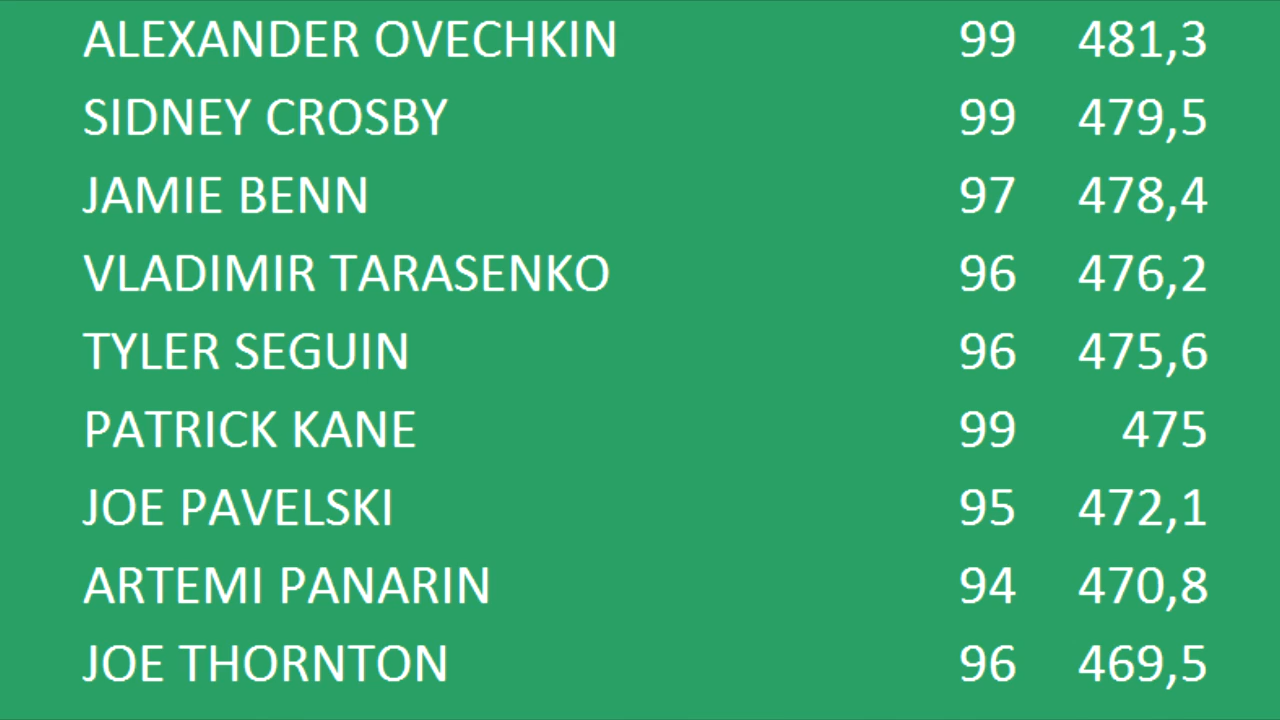 ALEXANDER OVECHKIN 99 481,3
SIDNEY CROSBY 99 479,5
JAMIE BENN 97 478,4
VLADIMIR TARASENKO 96 476,2
TYLER SEGUIN 96 475,6
PATRICK KANE 99 475
JOE PAVELSKI 95 472,1
ARTEMI PANARIN 94 470,8
JOE THORNTON 96 469,5